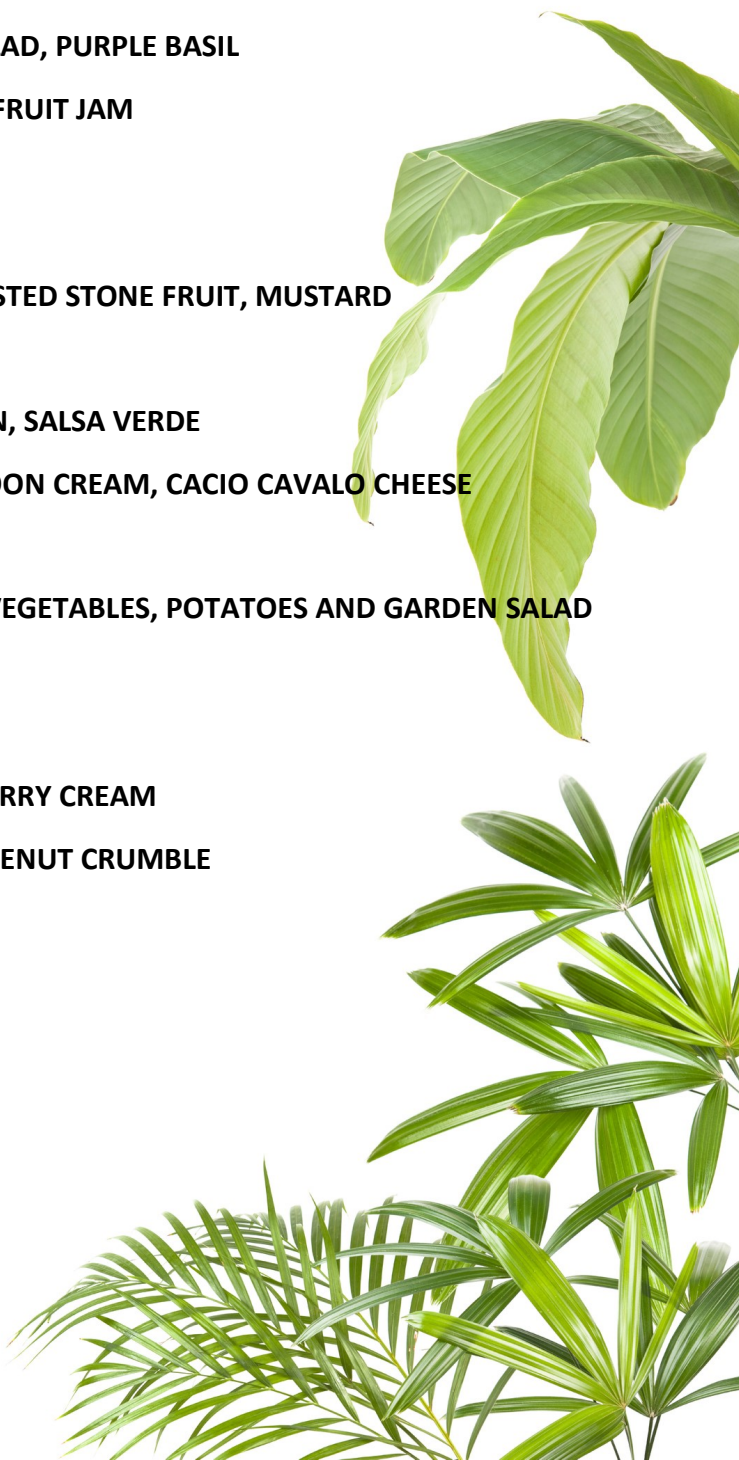 AD, PURPLE BASIL
FRUIT JAM
STED STONE FRUIT, MUSTARD
N, SALSA VERDE
OON CREAM, CACIO CAVALO CHEESE
VEGETABLES, POTATOES AND GARDEN SALAD
RRY CREAM
ENUT CRUMBLE